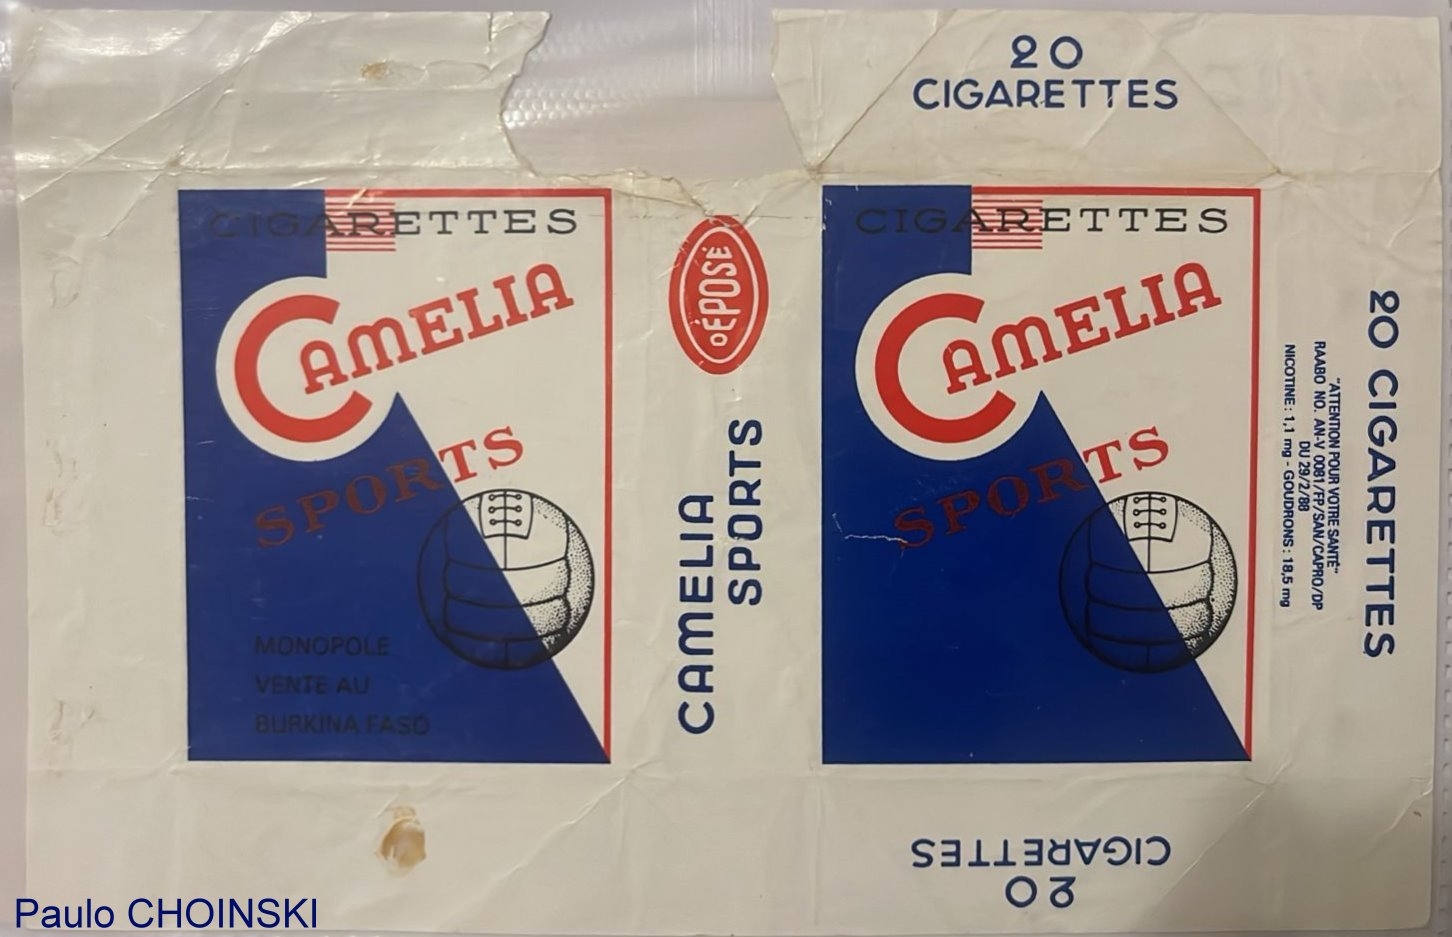 20
CIGARETTES
CIGARETTES
CAMELIA
SPORTS
MONOPOLE
VENTE AU
BURKINA FASO
DÉPOSÉ
CAMELIA
SPORTS
CIGARETTES
CAMELIA
SPORTS
20 CIGARETTES
"ATTENTION POUR VOTRE SANTÉ"
RAABO NO. AN-V 0081/FP/SAN/CAPRO/DP
DU 29/2/88
NICOTINE : 1,1 mg - GOUDRONS : 18,5 mg
20
CIGARETTES
Paulo CHOINSKI